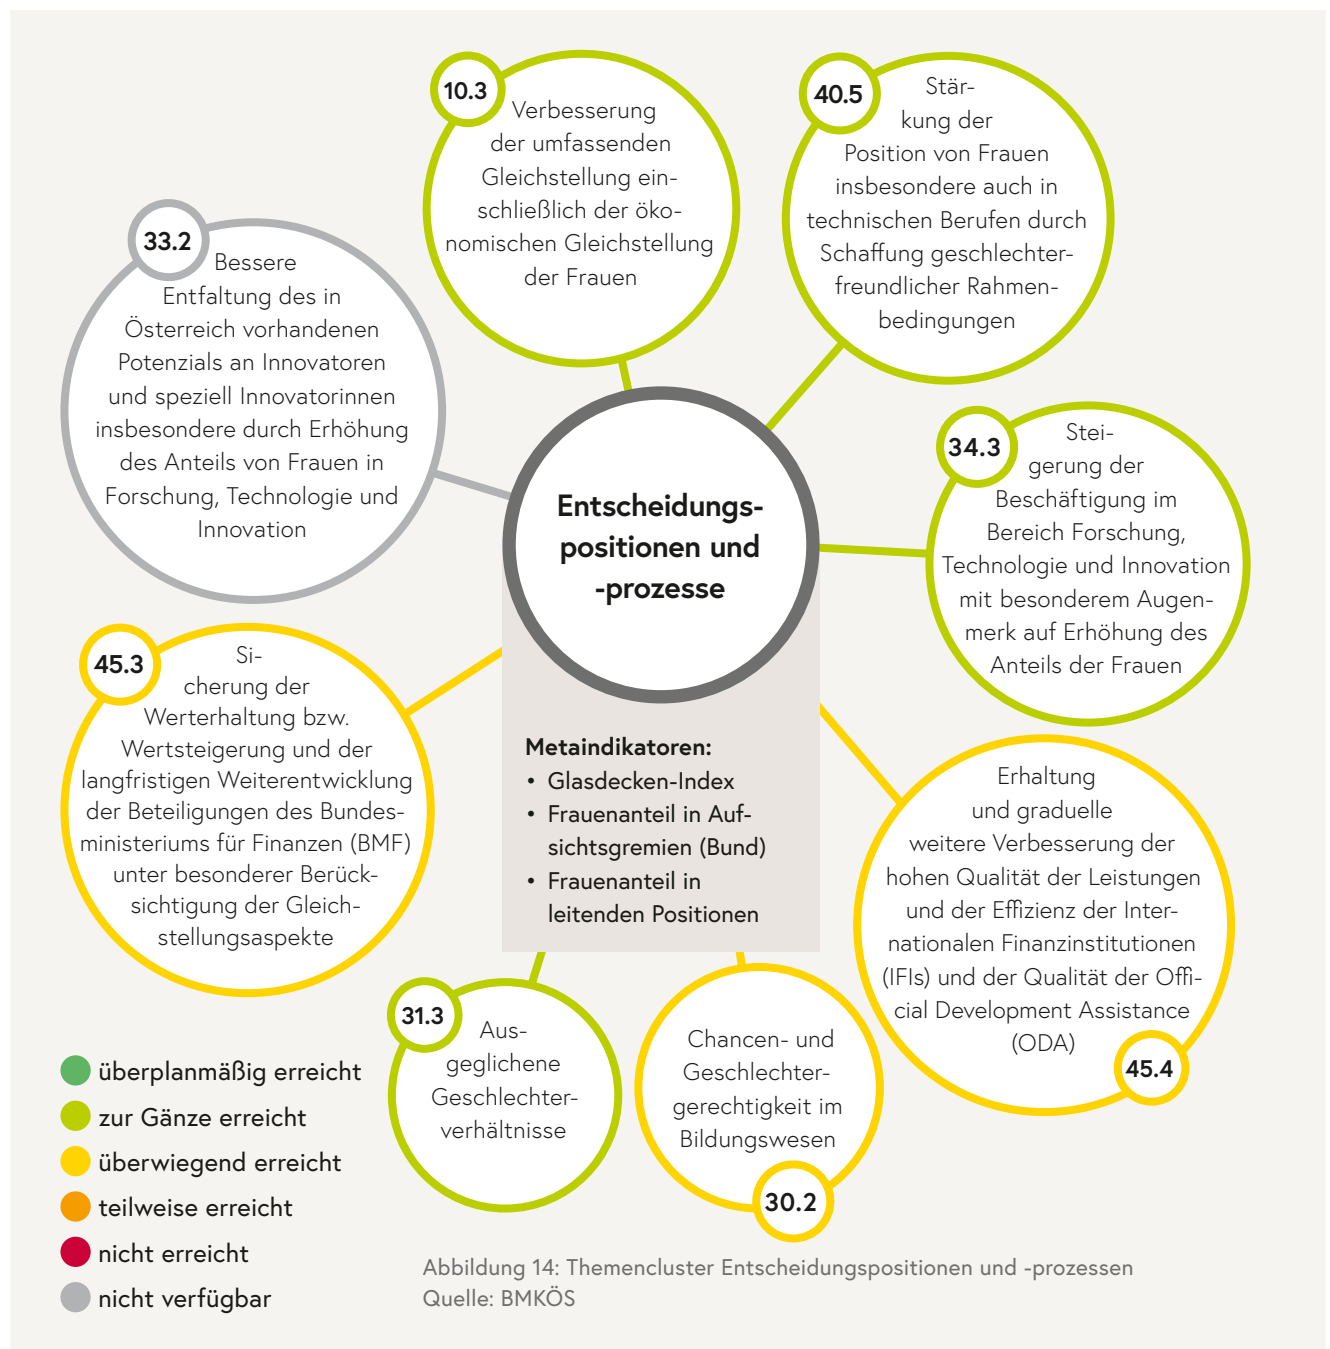 10.3
Verbesserung
der umfassenden
Gleichstellung ein-
schließlich der öko-
nomischen Gleichstellung
der Frauen
40.5
Stär-
kung der
Position von Frauen
insbesondere auch in
technischen Berufen durch
Schaffung geschlechter-
freundlicher Rahmen-
bedingungen
33.2
Bessere
Entfaltung des in
Österreich vorhandenen
Potenzials an Innovatoren
und speziell Innovatorinnen
insbesondere durch Erhöhung
des Anteils von Frauen in
Forschung, Technologie und
Innovation
34.3
Stei-
gerung der
Beschäftigung im
Bereich Forschung,
Technologie und Innovation
mit besonderem Augen-
merk auf Erhöhung des
Anteils der Frauen
Entscheidungs-
positionen und
-prozesse
45.3
Si-
cherung der
Werterhaltung bzw.
Wertsteigerung und der
langfristigen Weiterentwicklung
der Beteiligungen des Bundes-
ministeriums für Finanzen (BMF)
unter besonderer Berück-
sichtigung der Gleich-
stellungsaspekte
Metaindikatoren:
• Glasdecken-Index
• Frauenanteil in Auf-
sichtsgremien (Bund)
• Frauenanteil in
leitenden Positionen
Erhaltung
und graduelle
weitere Verbesserung der
hohen Qualität der Leistungen
und der Effizienz der Inter-
nationalen Finanzinstitutionen
(IFIs) und der Qualität der Offi-
cial Development Assistance
(ODA)
45.4
31.3
Aus-
geglichene
Geschlechter-
verhältnisse
Chancen- und
Geschlechter-
gerechtigkeit im
Bildungswesen
30.2
überplanmäßig erreicht
zur Gänze erreicht
überwiegend erreicht
teilweise erreicht
nicht erreicht
nicht verfügbar
Abbildung 14: Themencluster Entscheidungspositionen und -prozessen
Quelle: BMKÖS